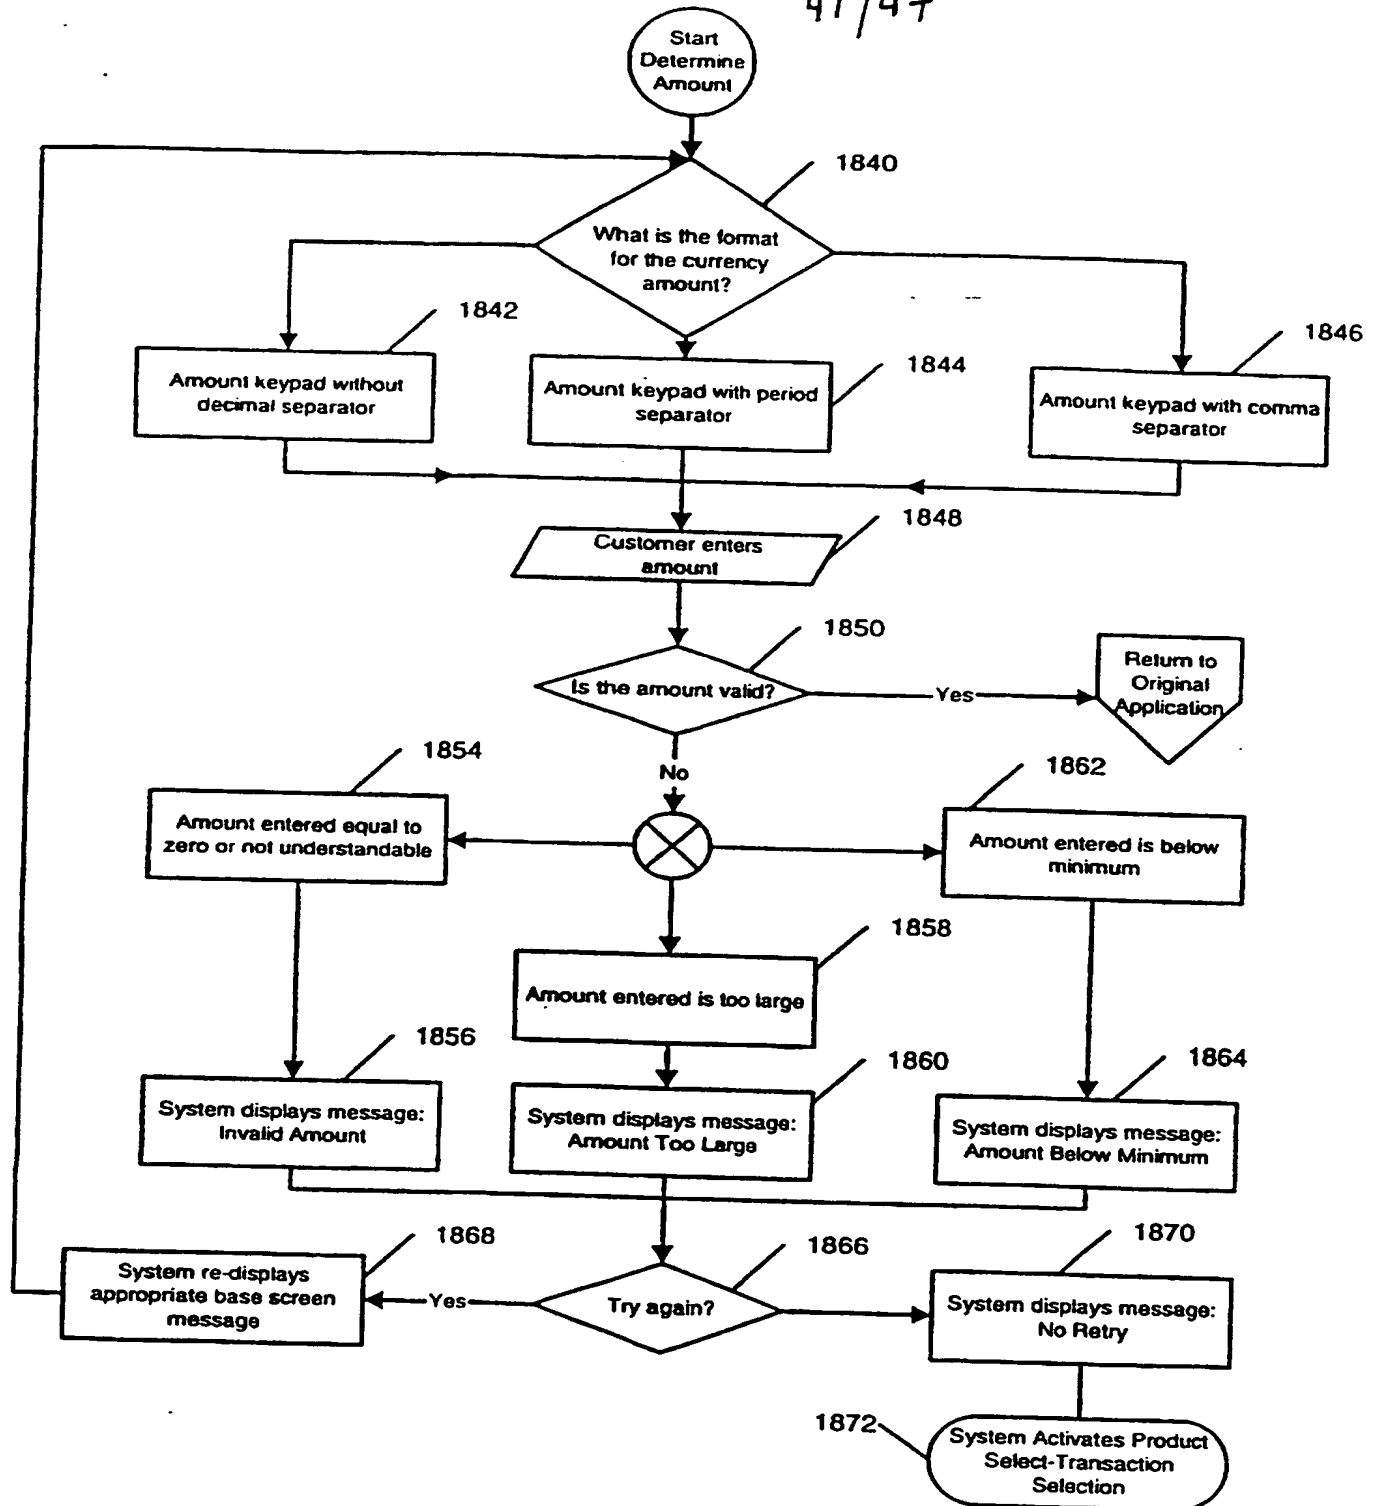 47/47
Start
Determine
Amount
1840
What is the format
for the currency
amount?
1842
1844
1846
Amount keypad without
decimal separator
Amount keypad with period
separator
Amount keypad with comma
separator
1848
Customer enters
amount
1850
Is the amount valid?
Yes
Return to
Original
Application
No
1854
1862
Amount entered equal to
zero or not understandable
Amount entered is below
minimum
1858
Amount entered is too large
1856
1860
1864
System displays message:
Invalid Amount
System displays message:
Amount Too Large
System displays message:
Amount Below Minimum
1868
1866
1870
System re-displays
appropriate base screen
message
Yes
Try again?
System displays message:
No Retry
1872
System Activates Product
Select-Transaction
Selection